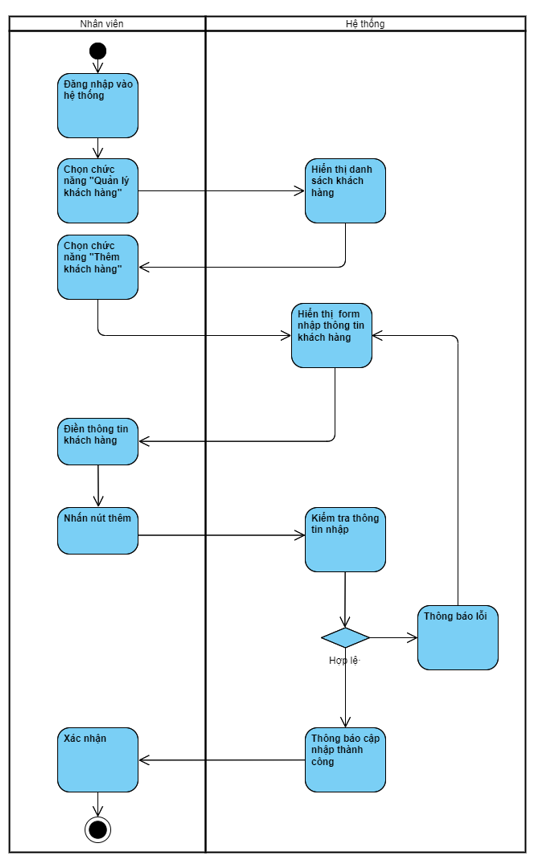 Nhân viên
Hệ thống
Đăng nhập vào
hệ thống
Chọn chức
năng "Quản lý
khách hàng"
Hiển thị danh
sách khách
hàng
Chọn chức
năng "Thêm
khách hàng"
Hiển thị form
nhập thông tin
khách hàng
Điền thông tin
khách hàng
Nhấn nút thêm
Kiểm tra thông
tin nhập
Thông báo lỗi
Hợp lệ
Xác nhận
Thông báo cập
nhập thành
công